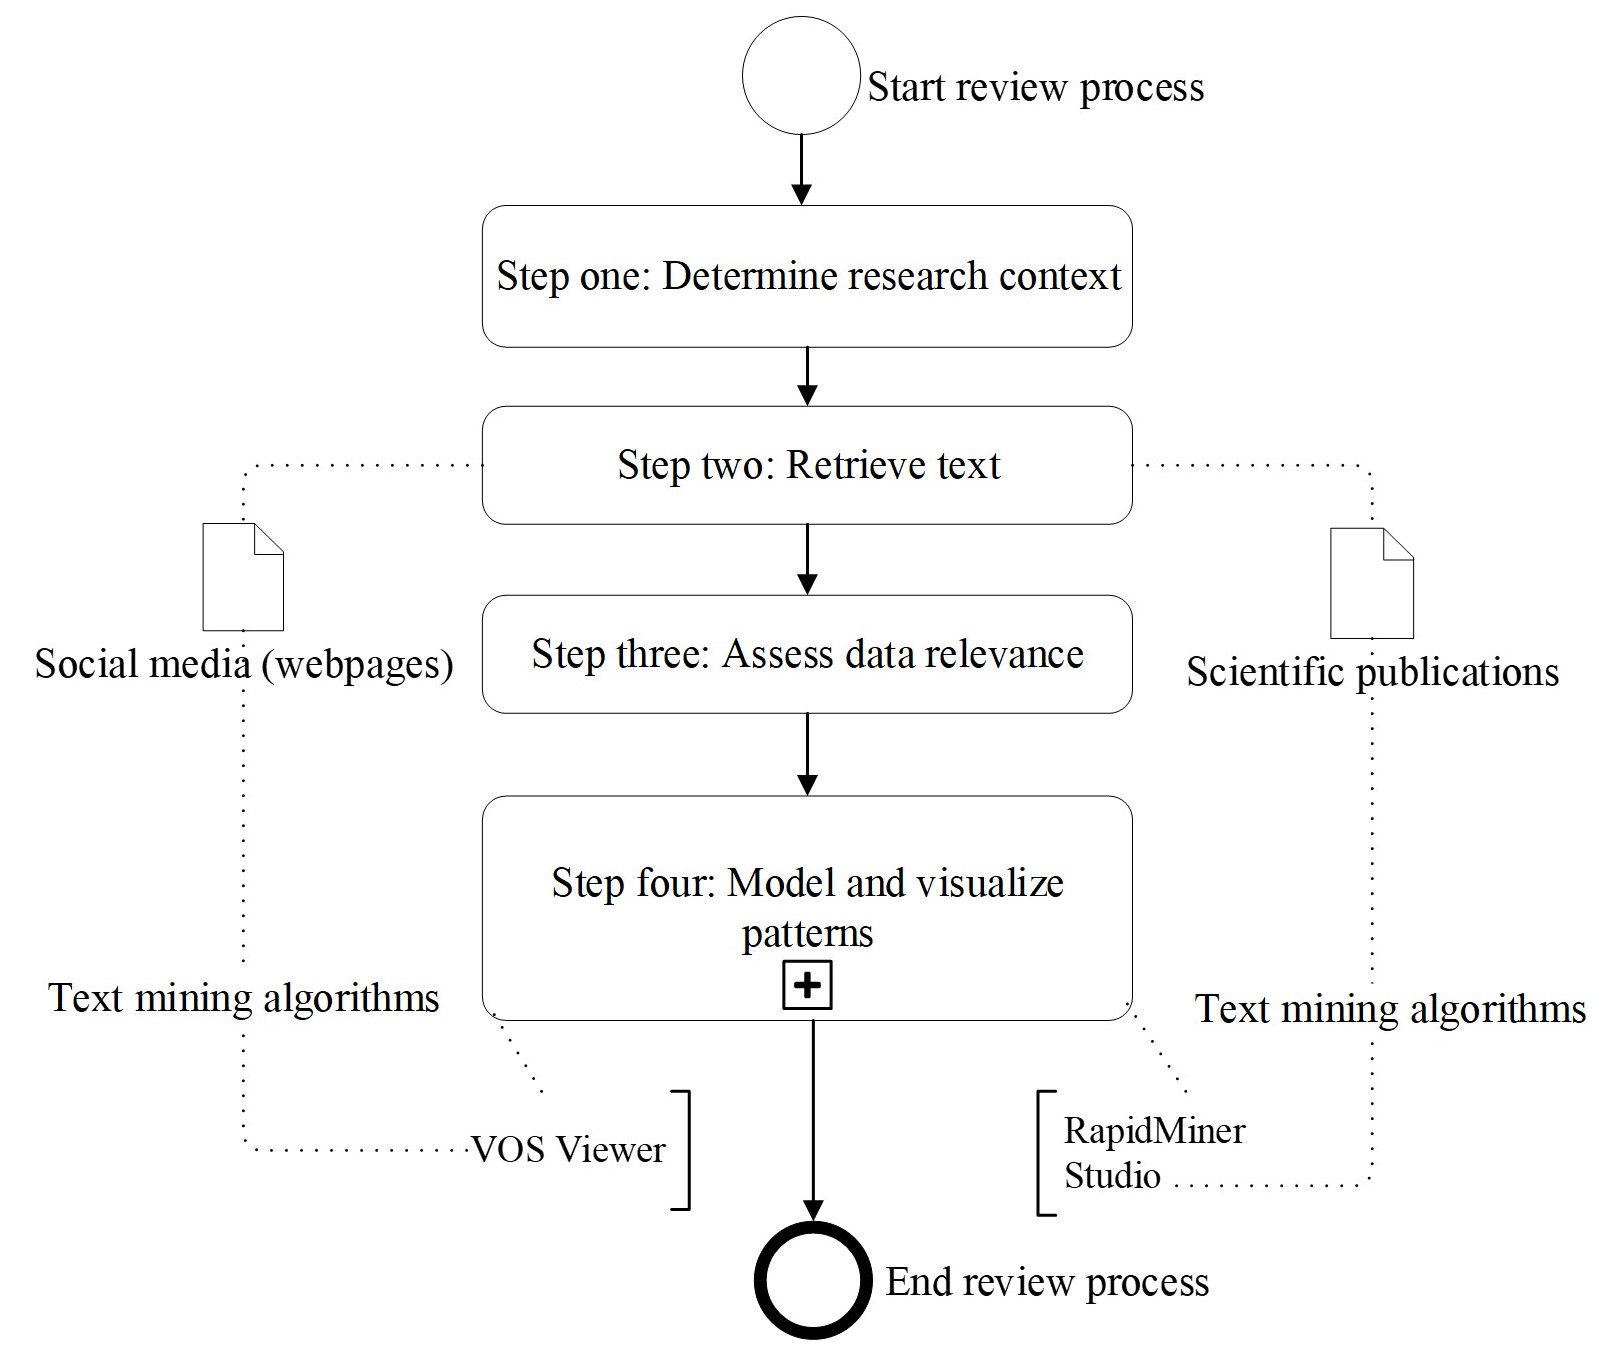 Start review process
Step one: Determine research context
Step two: Retrieve text
Step three: Assess data relevance
Social media (webpages)
Scientific publications
Step four: Model and visualize
patterns
Text mining algorithms
Text mining algorithms
VOS Viewer
RapidMiner
Studio
End review process